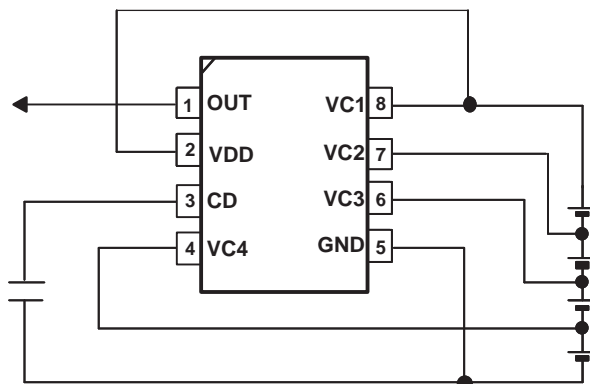 1 OUT VC1 8
2 VDD VC2 7
3 CD VC3 6
4 VC4 GND 5